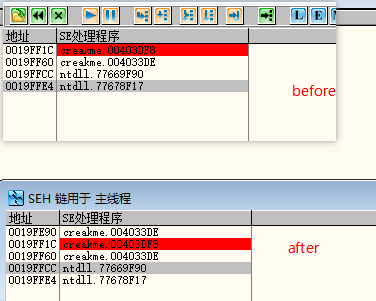 L E
地址 SE处理程序
0019FF1C creakme.00403DF8
0019FF60 creakme.004033DE
0019FFCC ntdll.77669F90
0019FFE4 ntdll.77678F17
before
SEH 链用于 主线程
地址 SE处理程序
0019FE90 creakme.004033DE
0019FF1C creakme.00403DF8
0019FF60 creakme.004033DE
0019FFCC ntdll.77669F90
0019FFE4 ntdll.77678F17
after